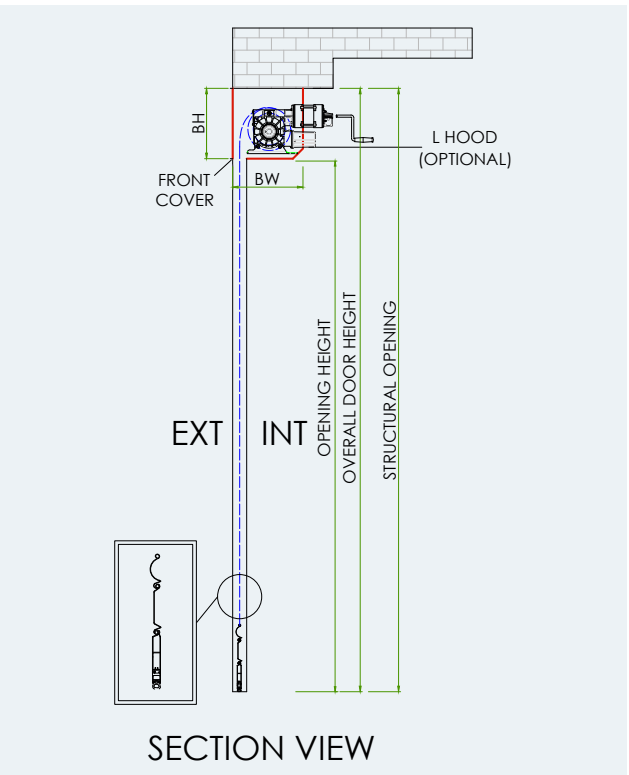 BH
L HOOD
(OPTIONAL)
FRONT
COVER
BW
OPENING HEIGHT
OVERALL DOOR HEIGHT
STRUCTURAL OPENING
EXT
INT
SECTION VIEW